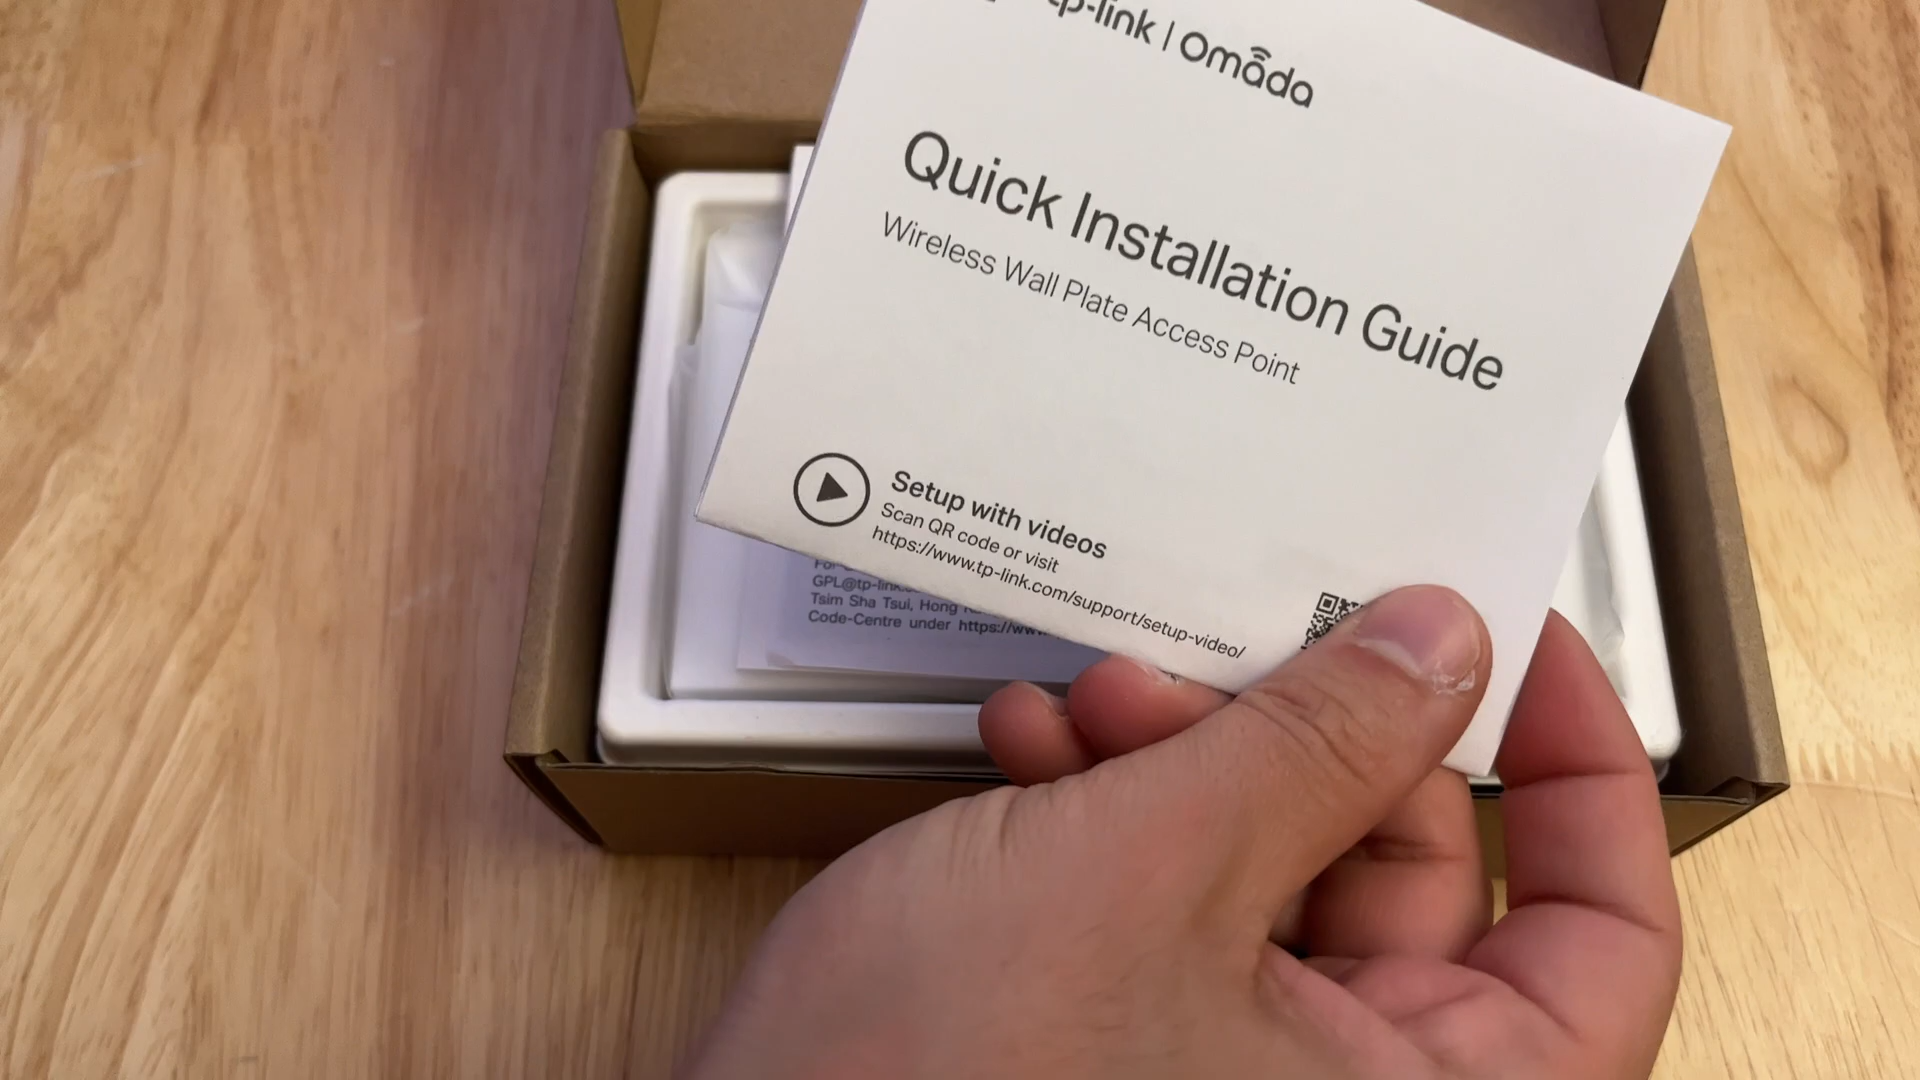 tp-link | omada
Quick Installation Guide
Wireless Wall Plate Access Point
Setup with videos
Scan QR code or visit
https://www.tp-link.com/support/setup-video/
GPL@tp-link
Tsim Sha Tsui, Hong
Code-Centre under https://www